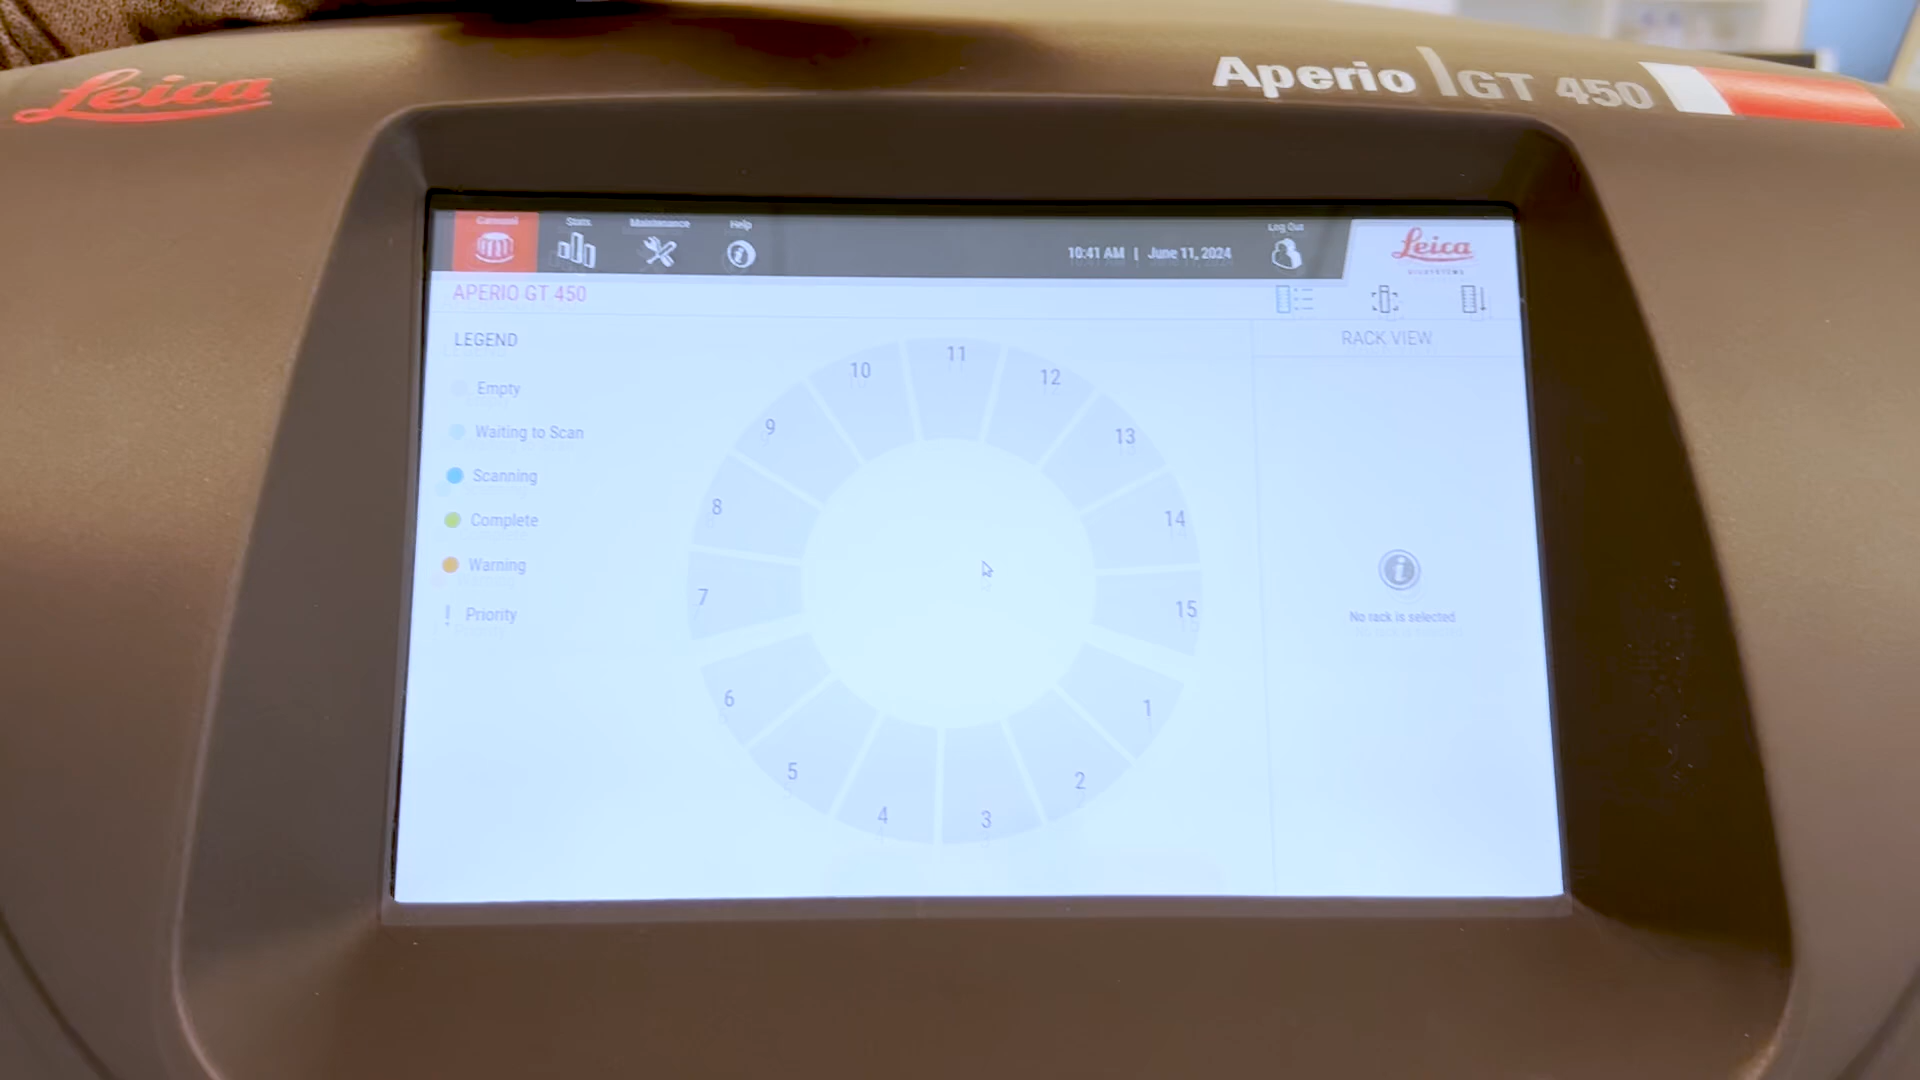 Leica
Aperio GT 450
Carousel
Stats
Maintenance
Help
10:41 AM | June 11, 2024
Log Out
Leica
BIOSYSTEMS
APERIO GT 450
LEGEND
Empty
Waiting to Scan
Scanning
Complete
Warning
! Priority
11
10
12
9
13
8
14
7
15
6
1
5
2
4
3
RACK VIEW
No rack is selected